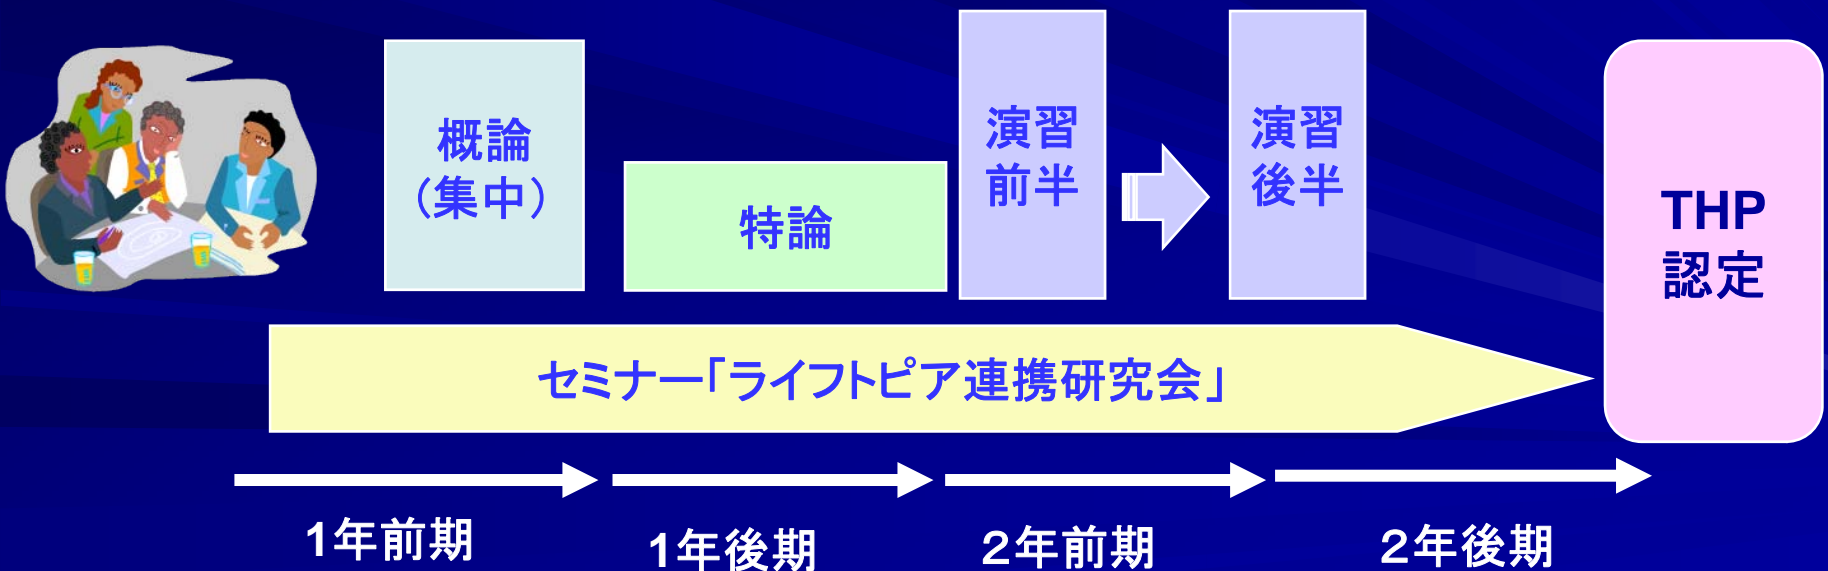 概論
（集中）
特論
演習
前半
演習
後半
THP
認定
セミナー「ライフトピア連携研究会」
1年前期
1年後期
２年前期
２年後期